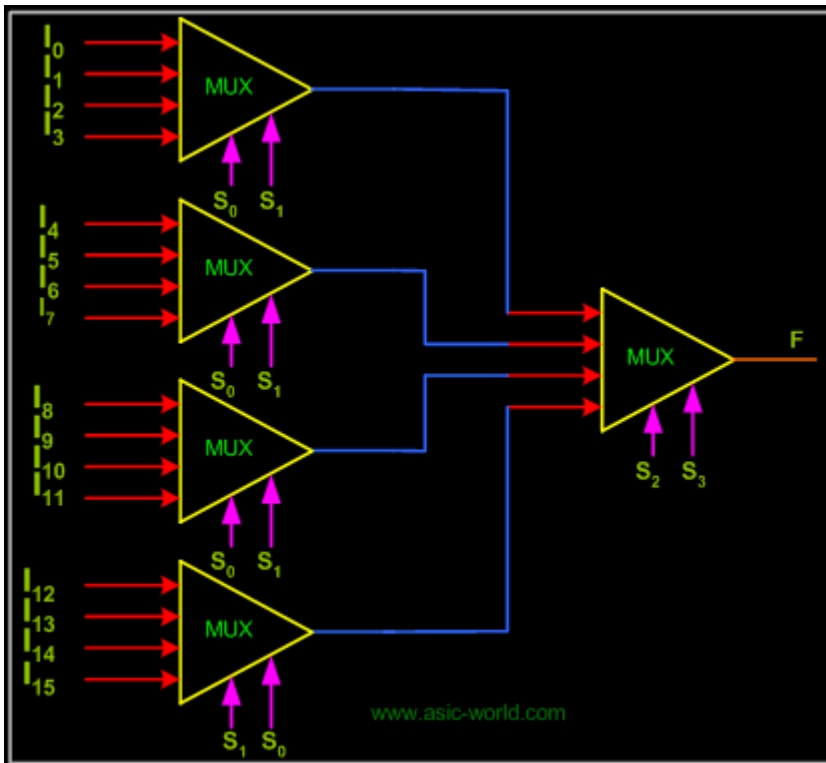 I0
I1
I2
I3
MUX
S0 S1
I4
I5
I6
I7
MUX
S0 S1
I8
I9
I10
I11
MUX
S0 S1
I12
I13
I14
I15
MUX
S1 S0
MUX
F
S2 S3
www.asic-world.com